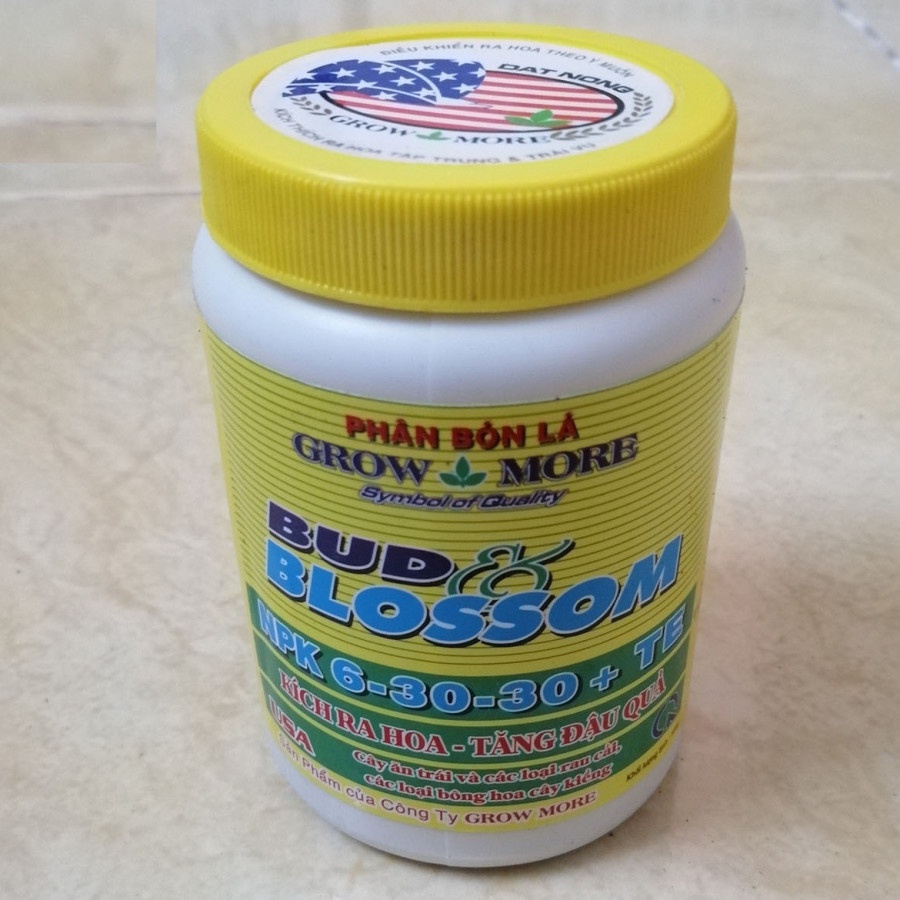 ĐIỀU KHIỂN RA HOA THEO Ý MUỐN
ĐẠT NÔNG
GROW MORE
KÍCH THÍCH RA HOA TẬP TRUNG & TRÁI VỤ
PHÂN BÓN LÁ
GROW MORE
Symbol of Quality
BUD &
BLOSSOM
NPK 6-30-30 + TE
KÍCH RA HOA - TĂNG ĐẬU QUẢ
USA
Cây ăn trái và các loại rau cải,
các loại bông hoa cây kiểng
Sản Phẩm của Công Ty GROW MORE
Khối lượng